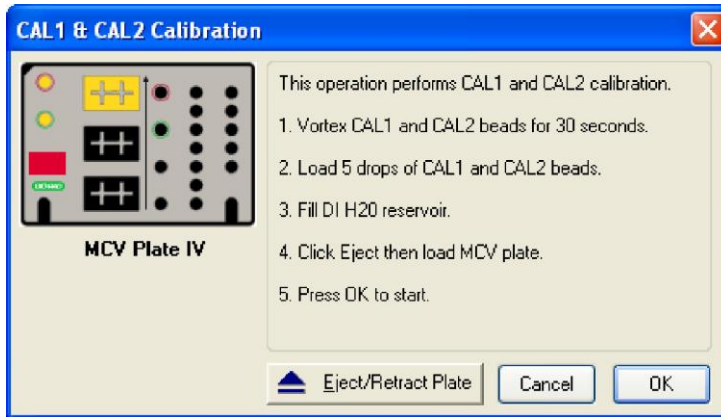 CAL1 & CAL2 Calibration
This operation performs CAL1 and CAL2 calibration.
1. Vortex CAL1 and CAL2 beads for 30 seconds.
2. Load 5 drops of CAL1 and CAL2 beads.
3. Fill DI H20 reservoir.
4. Click Eject then load MCV plate.
5. Press OK to start.
MCV Plate IV
Eject/Retract Plate
Cancel
OK